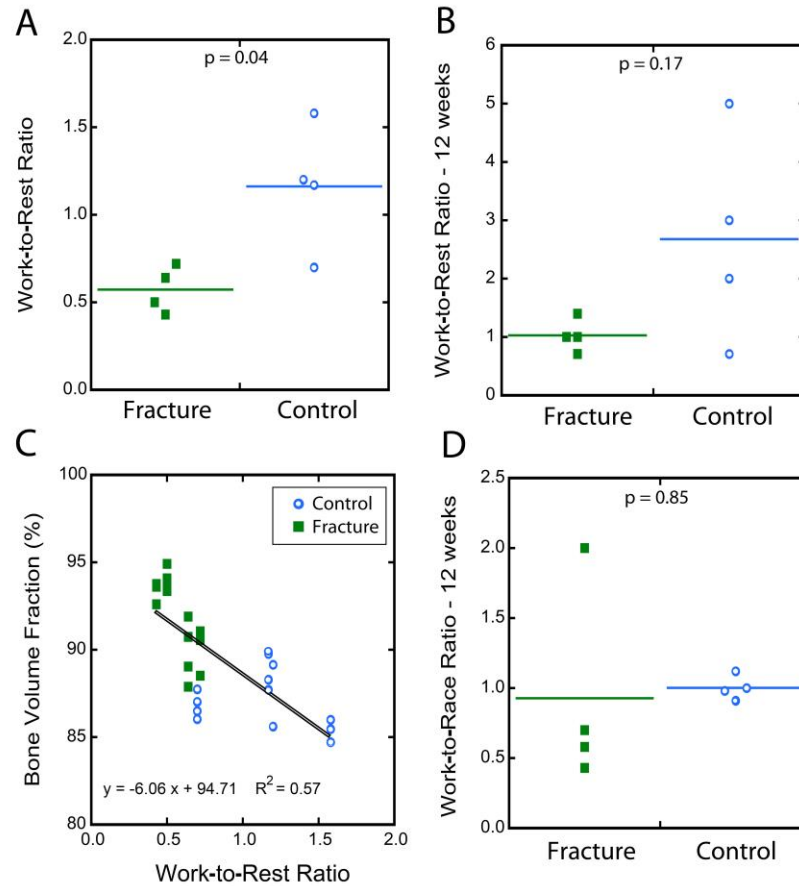 A
2.0
1.5
1.0
0.5
0.0
Work-to-Rest Ratio
p = 0.04
Fracture
Control
B
6
5
4
3
2
1
0
Work-to-Rest Ratio - 12 weeks
p = 0.17
Fracture
Control
C
100
95
90
85
80
Bone Volume Fraction (%)
Control
Fracture
y = -6.06 x + 94.71 R² = 0.57
0.0 0.5 1.0 1.5 2.0
Work-to-Rest Ratio
D
2.5
2.0
1.5
1.0
0.5
0.0
Work-to-Race Ratio - 12 weeks
p = 0.85
Fracture
Control